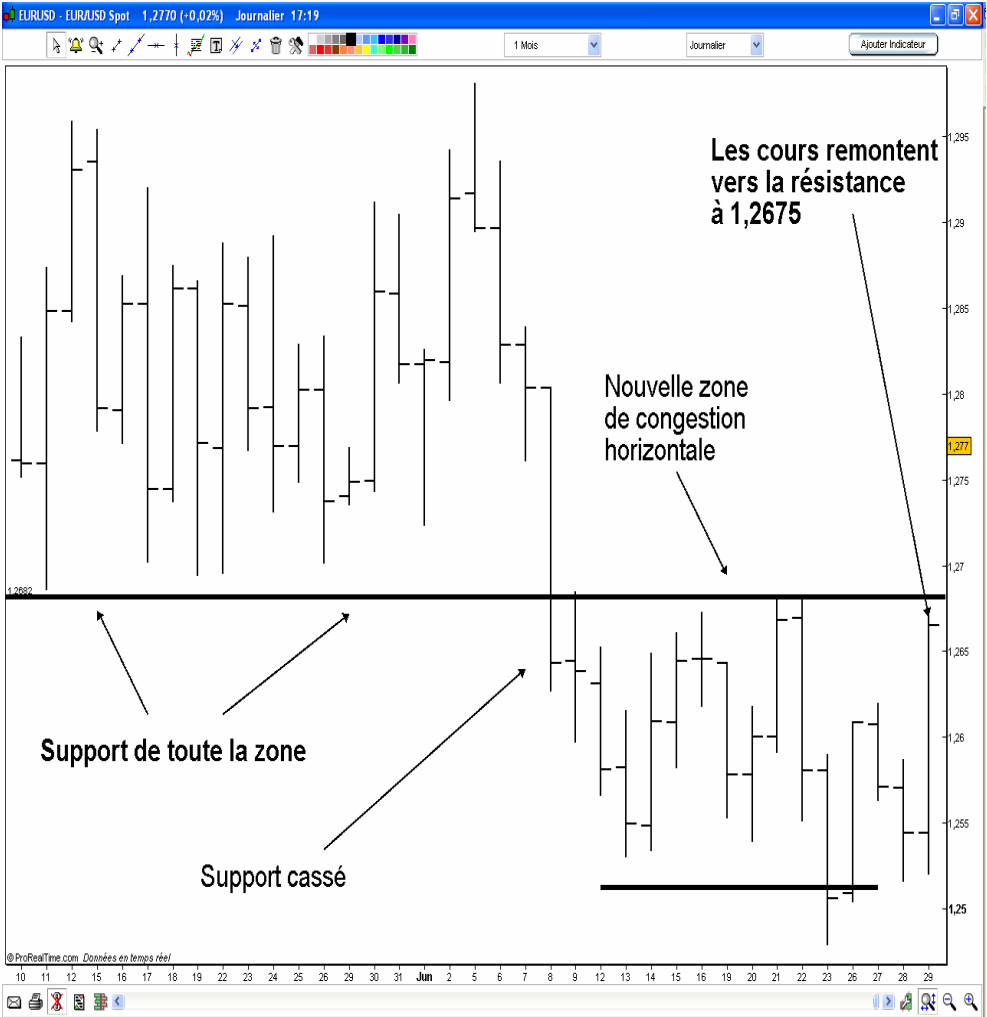 EURUSD - EUR/USD Spot 1,2770 (+0,02%) Journalier 17:19
1 Mois
Journalier
Ajouter Indicateur
1,295
Les cours remontent
vers la résistance
à 1,2675
1,29
1,285
Nouvelle zone
de congestion
horizontale
1,28
1,277
1,275
1,27
1,2682
1,265
Support de toute la zone
1,26
1,255
Support cassé
1,25
©ProRealTime.com Données en temps réel
10 11 12 15 16 17 18 19 22 23 24 25 26 29 30 31 Jun 2 5 6 7 8 9 12 13 14 15 16 19 20 21 22 23 26 27 28 29